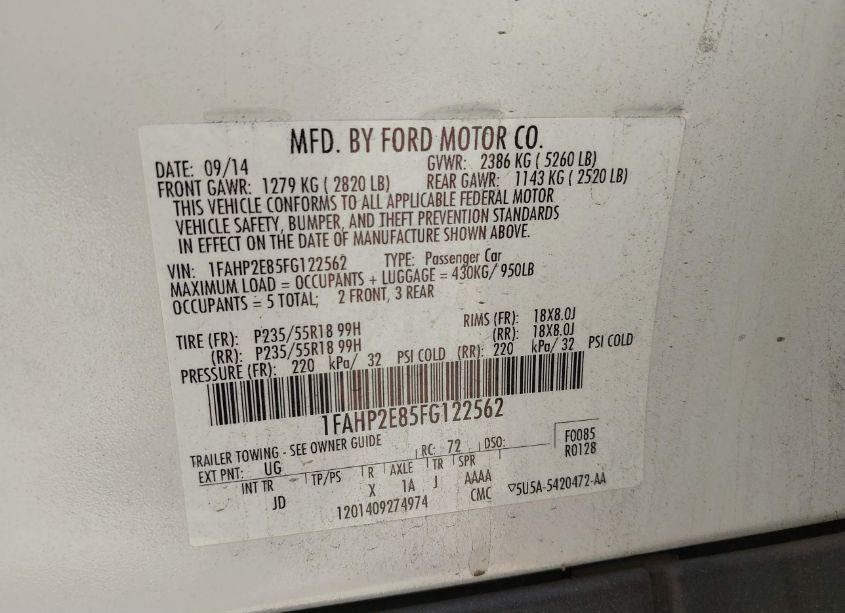 MFD. BY FORD MOTOR CO.
DATE: 09/14 GVWR: 2386 KG ( 5260 LB)
FRONT GAWR: 1279 KG ( 2820 LB) REAR GAWR: 1143 KG ( 2520 LB)
THIS VEHICLE CONFORMS TO ALL APPLICABLE FEDERAL MOTOR
VEHICLE SAFETY, BUMPER, AND THEFT PREVENTION STANDARDS
IN EFFECT ON THE DATE OF MANUFACTURE SHOWN ABOVE.
VIN: 1FAHP2E85FG122562 TYPE: Passenger Car
MAXIMUM LOAD = OCCUPANTS + LUGGAGE = 430KG/ 950LB
OCCUPANTS = 5 TOTAL; 2 FRONT, 3 REAR
TIRE (FR): P235/55R18 99H RIMS (FR): 18X8.0J
(RR): P235/55R18 99H (RR): 18X8.0J
PRESSURE (FR): 220 kPa/ 32 PSI COLD (RR): 220 kPa/ 32 PSI COLD
1FAHP2E85FG122562
TRAILER TOWING - SEE OWNER GUIDE RC: 72 DSO: F0085
EXT PNT: UG R0128
INT TR TP/PS R AXLE TR SPR
JD X 1A J AAAA
1201409274974 CMC ▽5U5A-5420472-AA